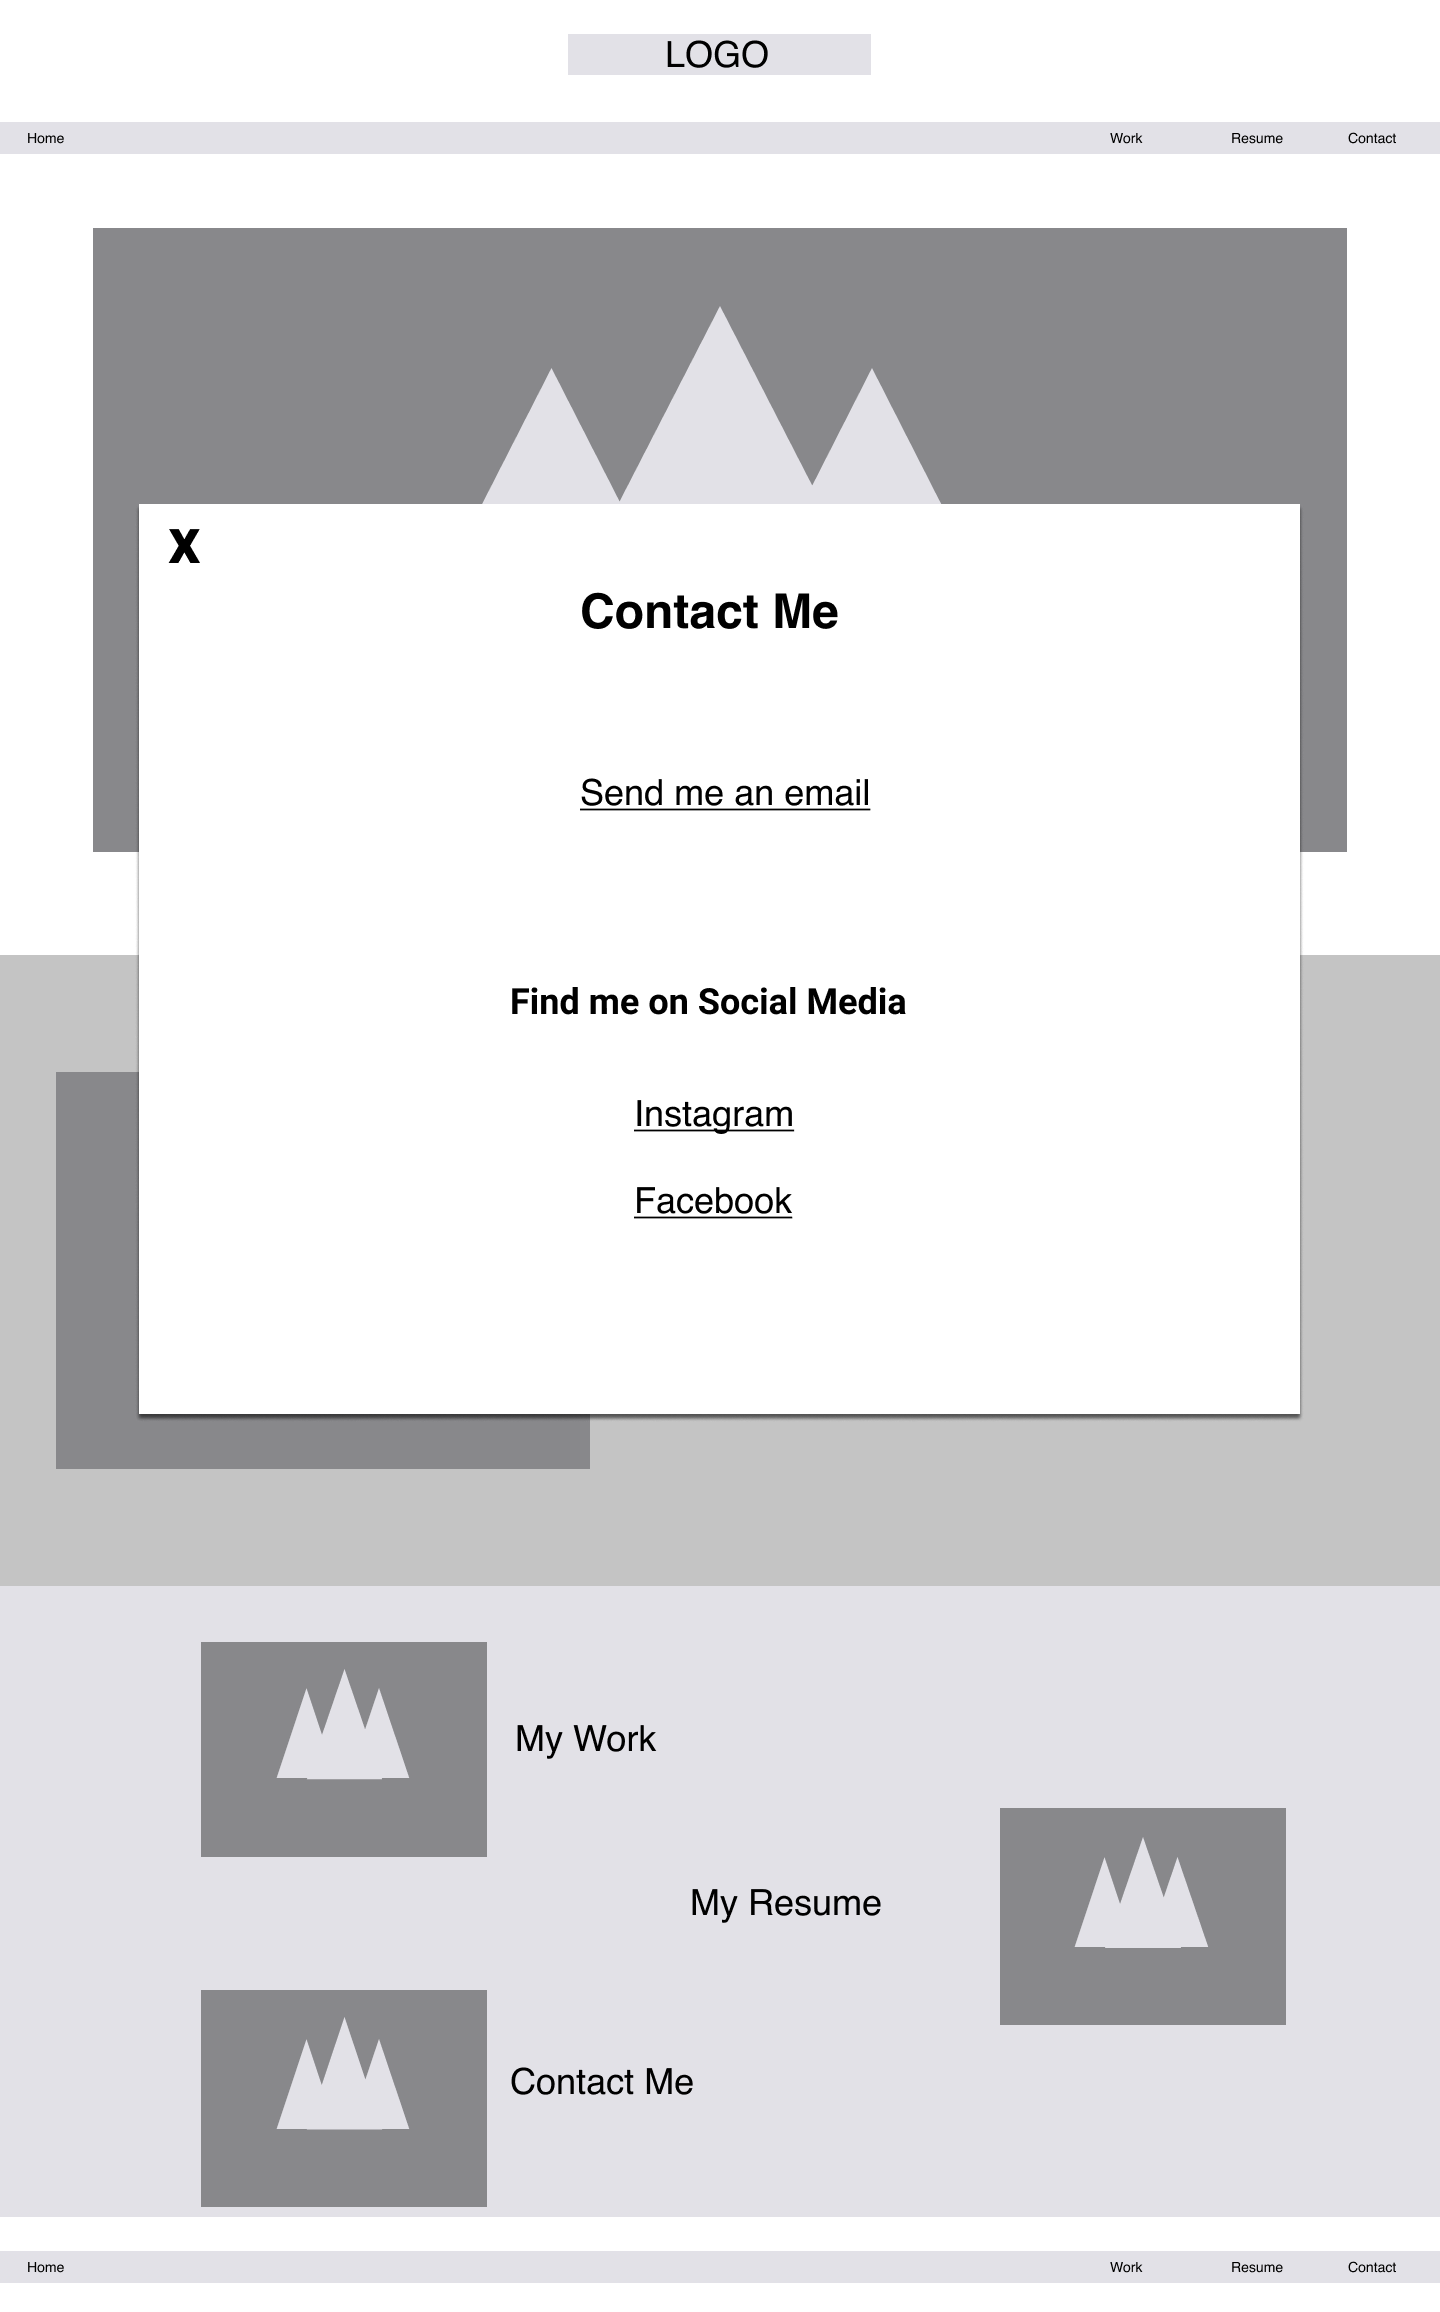 LOGO
Home Work Resume Contact
X
Contact Me
Send me an email
Find me on Social Media
Instagram
Facebook
My Work
My Resume
Contact Me
Home Work Resume Contact